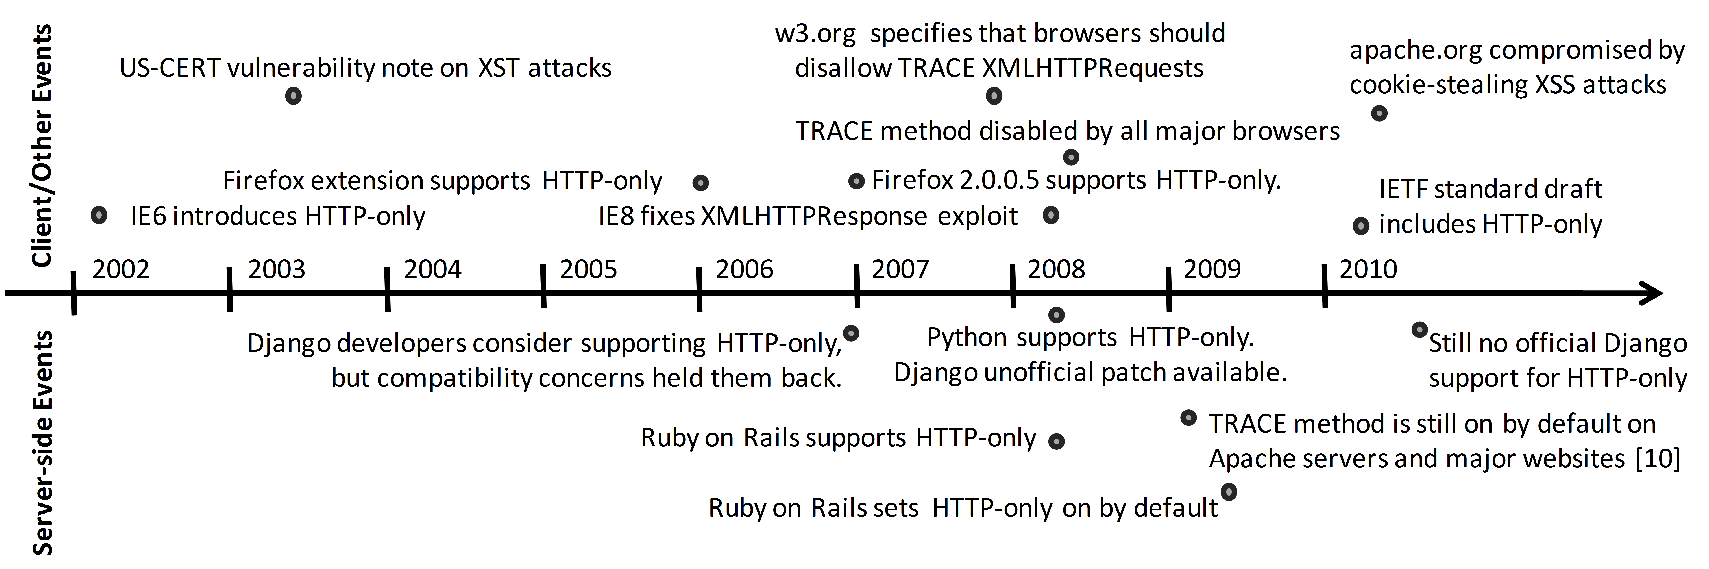 Client/Other Events
US-CERT vulnerability note on XST attacks
w3.org specifies that browsers should
disallow TRACE XMLHTTPRequests
apache.org compromised by
cookie-stealing XSS attacks
TRACE method disabled by all major browsers
Firefox extension supports HTTP-only
Firefox 2.0.0.5 supports HTTP-only.
IE6 introduces HTTP-only
IE8 fixes XMLHTTPResponse exploit
IETF standard draft
includes HTTP-only
2002 2003 2004 2005 2006 2007 2008 2009 2010
Server-side Events
Django developers consider supporting HTTP-only,
but compatibility concerns held them back.
Python supports HTTP-only.
Django unofficial patch available.
Still no official Django
support for HTTP-only
Ruby on Rails supports HTTP-only
TRACE method is still on by default on
Apache servers and major websites [10]
Ruby on Rails sets HTTP-only on by default